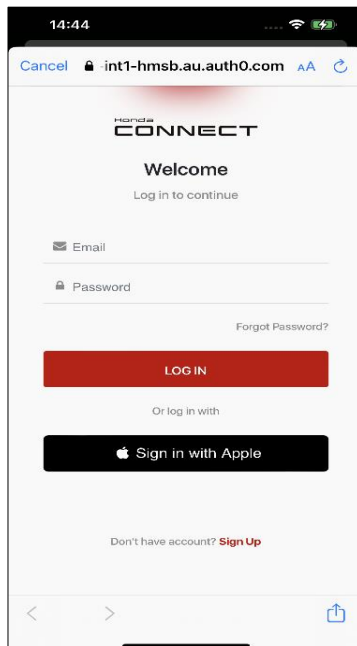 14:44
Cancel -int1-hmsb.au.auth0.com AA
Honda
CONNECT
Welcome
Log in to continue
Email
Password
Forgot Password?
LOG IN
Or log in with
Sign in with Apple
Don't have account? Sign Up